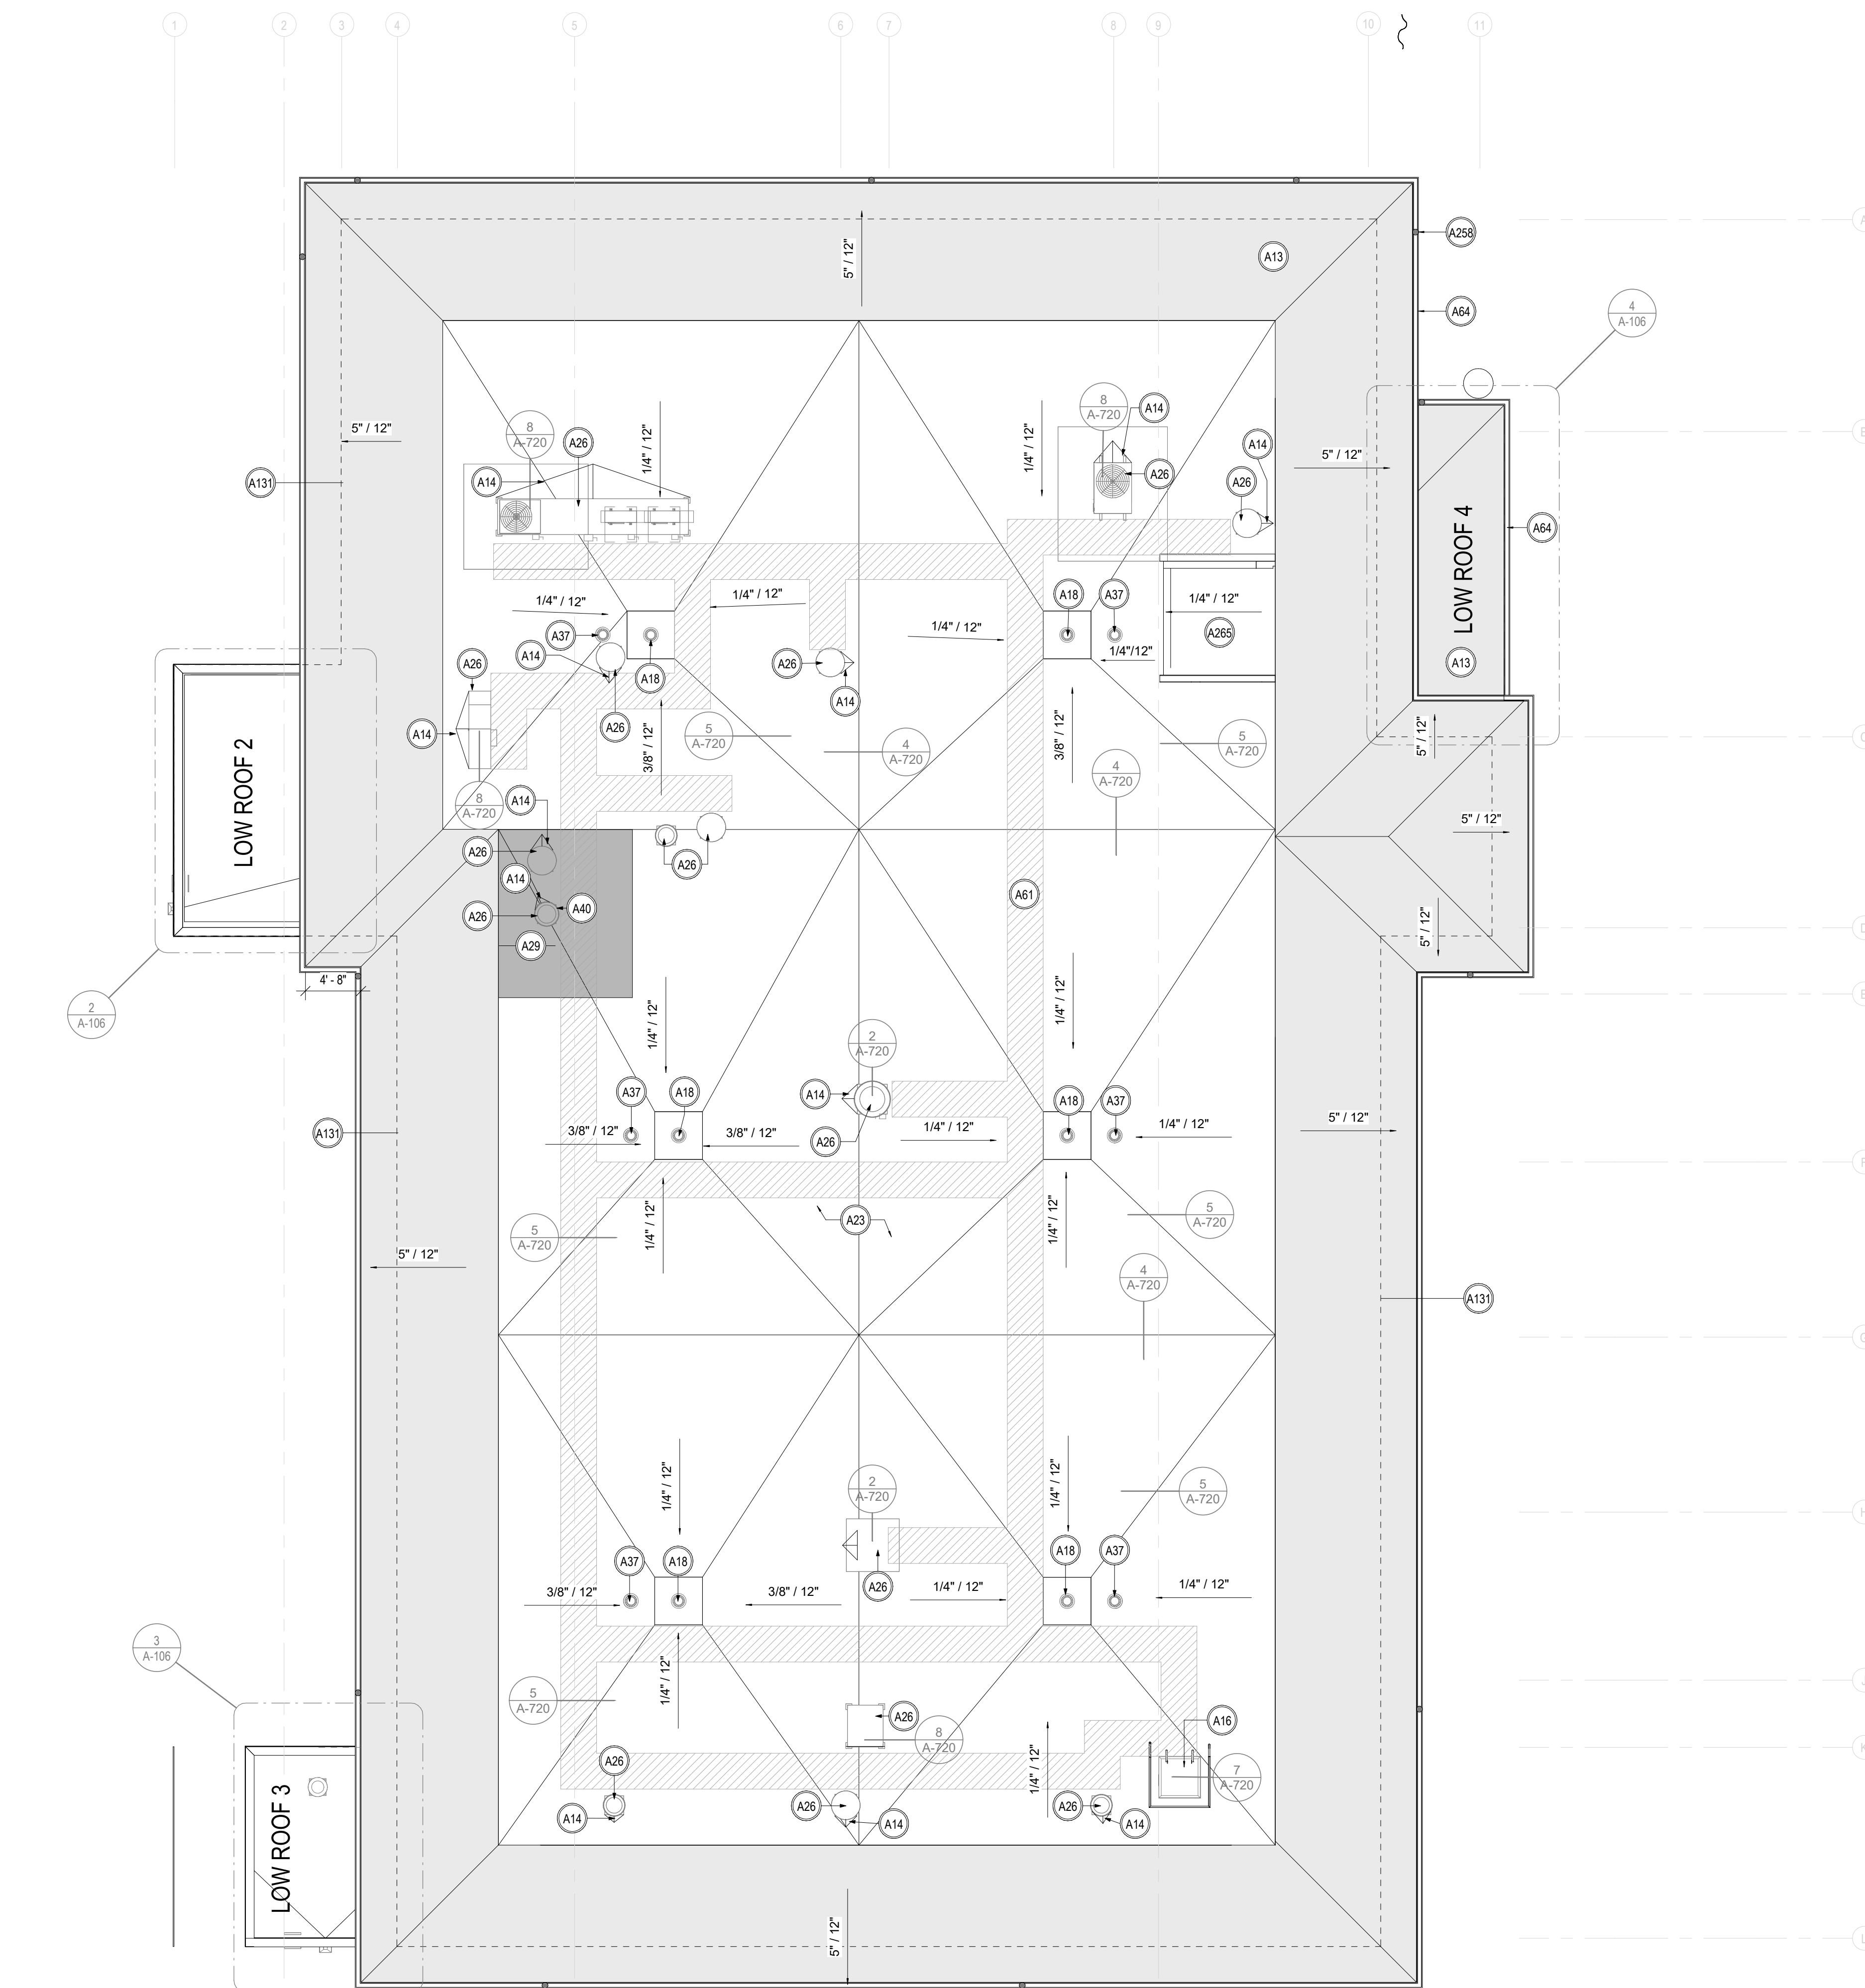 1 2 3 4 5 6 7 8 9 10 11
A
A258
5" / 12"
A13
A64
4
A-106
8
A-720
A14
5" / 12"
8
A-720
A26
1/4" / 12"
1/4" / 12"
A14
A26
A14
A26
5" / 12"
A131
A14
A64
LOW ROOF 4
1/4" / 12"
1/4" / 12"
A18
A37
1/4" / 12"
1/4" / 12"
A265
A37
A14
A18
A26
A14
A26
1/4"/12"
A13
A26
A14
A26
5
A-720
4
A-720
3/8" / 12"
3/8" / 12"
4
A-720
5
A-720
5" / 12"
LOW ROOF 2
8
A-720
A14
A26
A26
A14
A26
A40
A29
A61
5" / 12"
5" / 12"
4' - 8"
2
A-106
1/4" / 12"
1/4" / 12"
2
A-720
A37
A18
A14
A26
A18
A37
A131
3/8" / 12"
3/8" / 12"
1/4" / 12"
1/4" / 12"
5" / 12"
1/4" / 12"
A23
1/4" / 12"
5
A-720
5
A-720
5" / 12"
4
A-720
A131
1/4" / 12"
2
A-720
1/4" / 12"
5
A-720
A37
A18
A26
A18
A37
3/8" / 12"
3/8" / 12"
1/4" / 12"
1/4" / 12"
3
A-106
1/4" / 12"
5
A-720
A26
8
A-720
A16
7
A-720
1/4" / 12"
A26
A14
A26
A14
A26
A14
LOW ROOF 3
5" / 12"